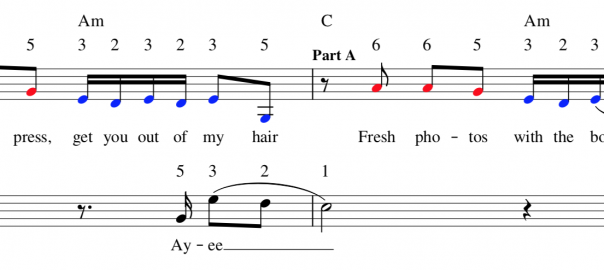 Am C Am
5 3 2 3 2 3 5 6 6 5 3 2 3
Part A
press, get you out of my hair Fresh pho - tos with the bo
5 3 2 1
Ay - ee